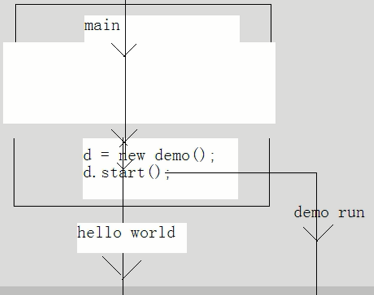 main
d = new demo();
d.start();
demo run
hello world